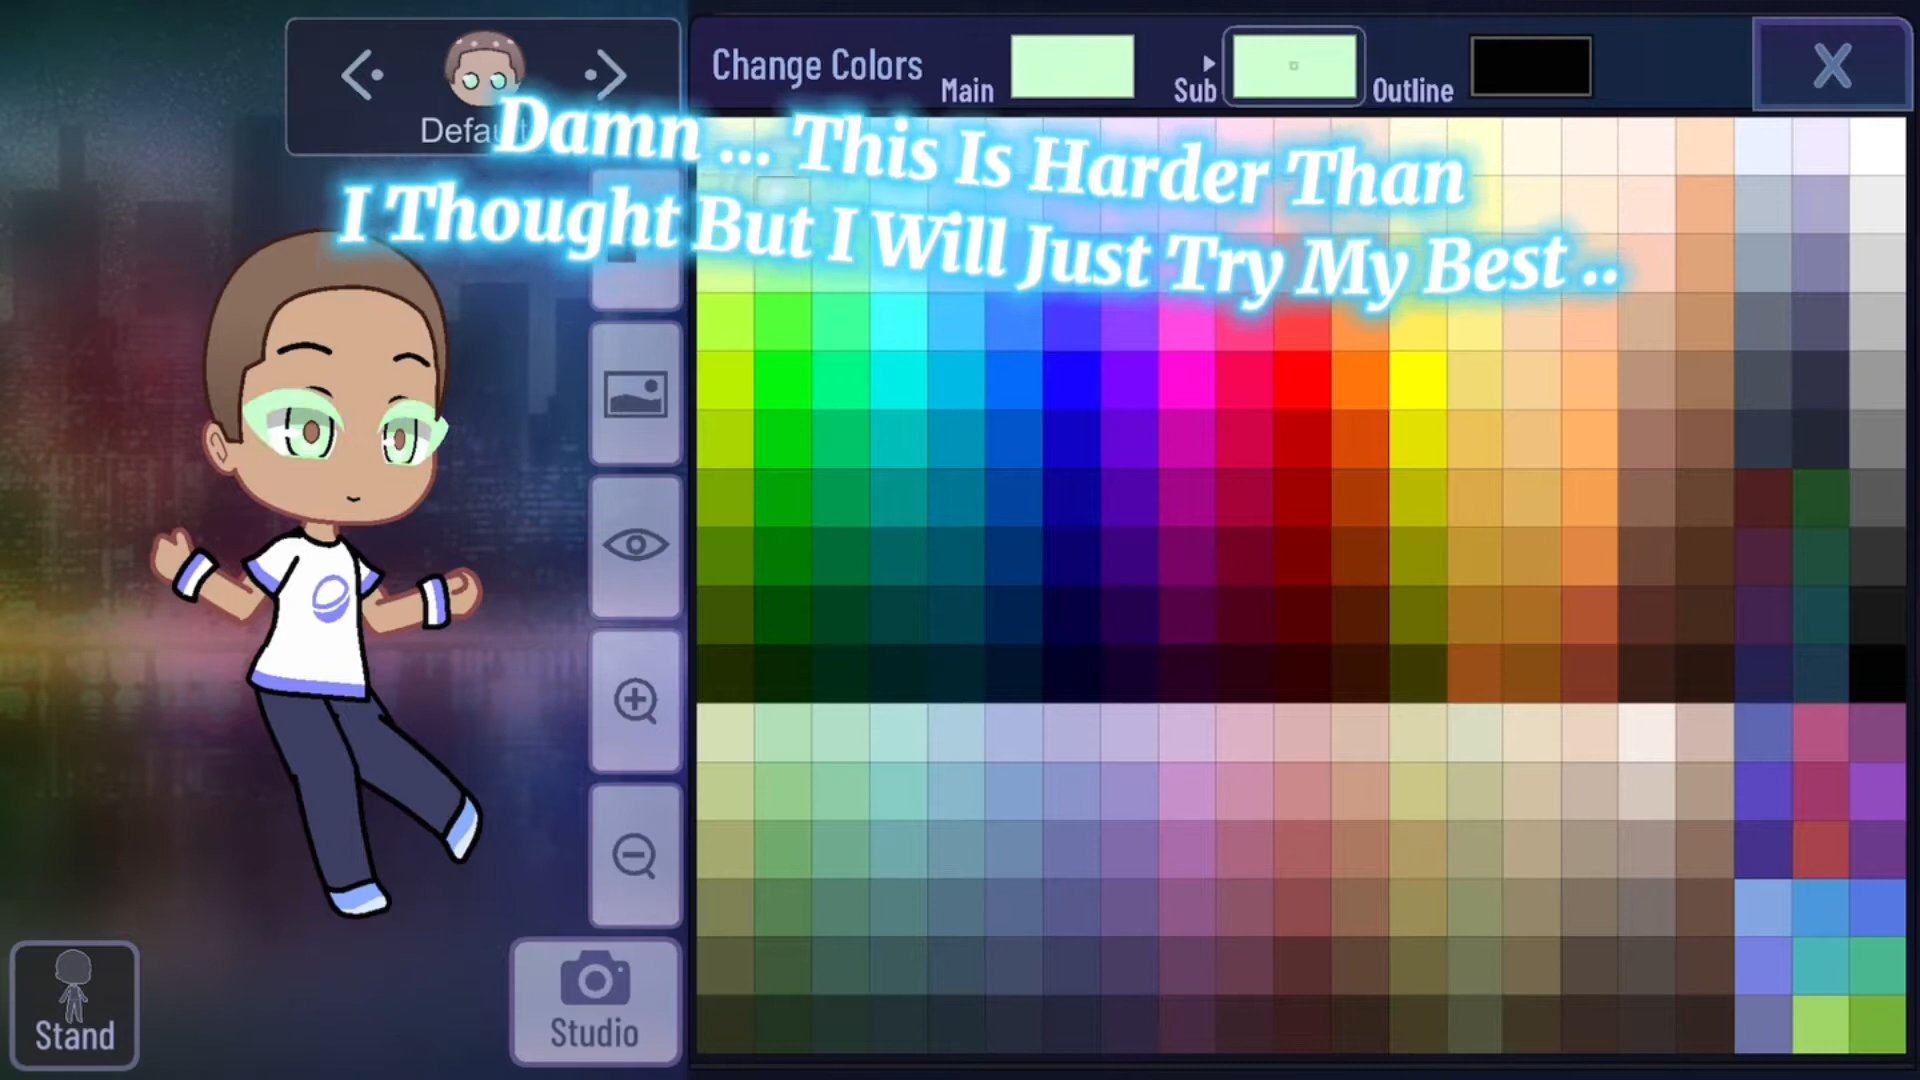 Change Colors
Main
Sub
Outline
X
Defau
Damn ... This Is Harder Than
I Thought But I Will Just Try My Best ..
Stand
Studio